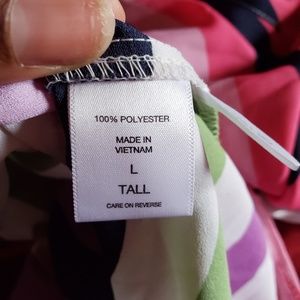 100% POLYESTER
MADE IN
VIETNAM
L
TALL
CARE ON REVERSE